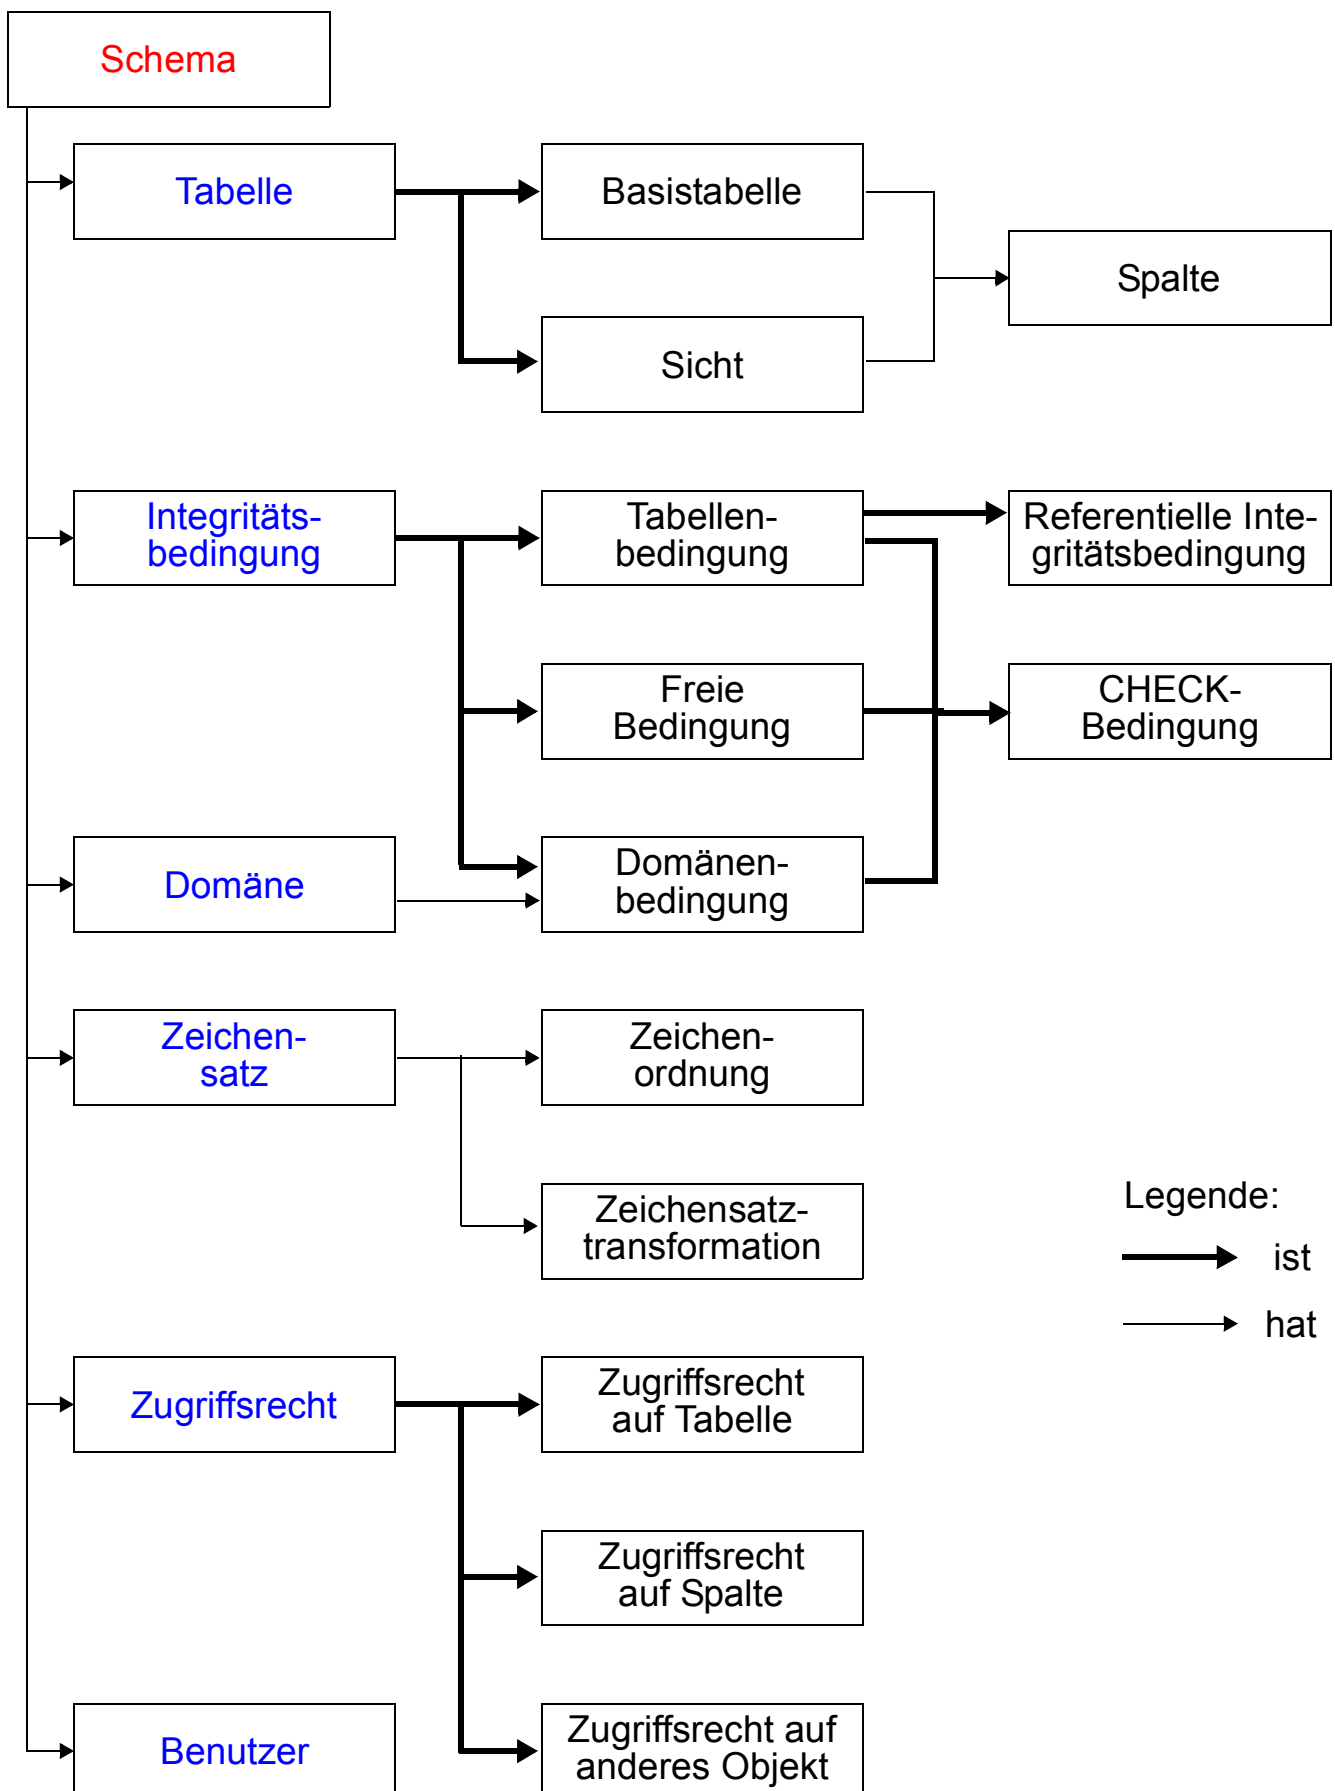 Schema
Tabelle
Basistabelle
Spalte
Sicht
Integritäts-
bedingung
Tabellen-
bedingung
Referentielle Inte-
gritätsbedingung
Freie
Bedingung
CHECK-
Bedingung
Domäne
Domänen-
bedingung
Zeichen-
satz
Zeichen-
ordnung
Zeichensatz-
transformation
Legende:
ist
hat
Zugriffsrecht
Zugriffsrecht
auf Tabelle
Zugriffsrecht
auf Spalte
Benutzer
Zugriffsrecht auf
anderes Objekt